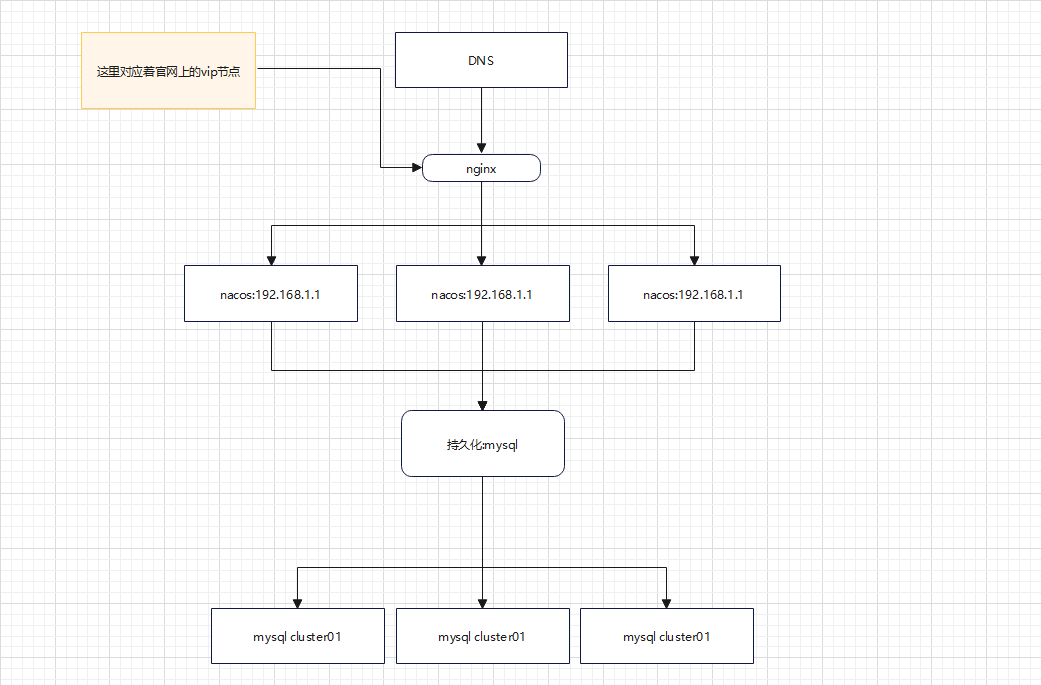 DNS
这里对应着官网上的vip节点
nginx
nacos:192.168.1.1
nacos:192.168.1.1
nacos:192.168.1.1
持久化:mysql
mysql cluster01
mysql cluster01
mysql cluster01